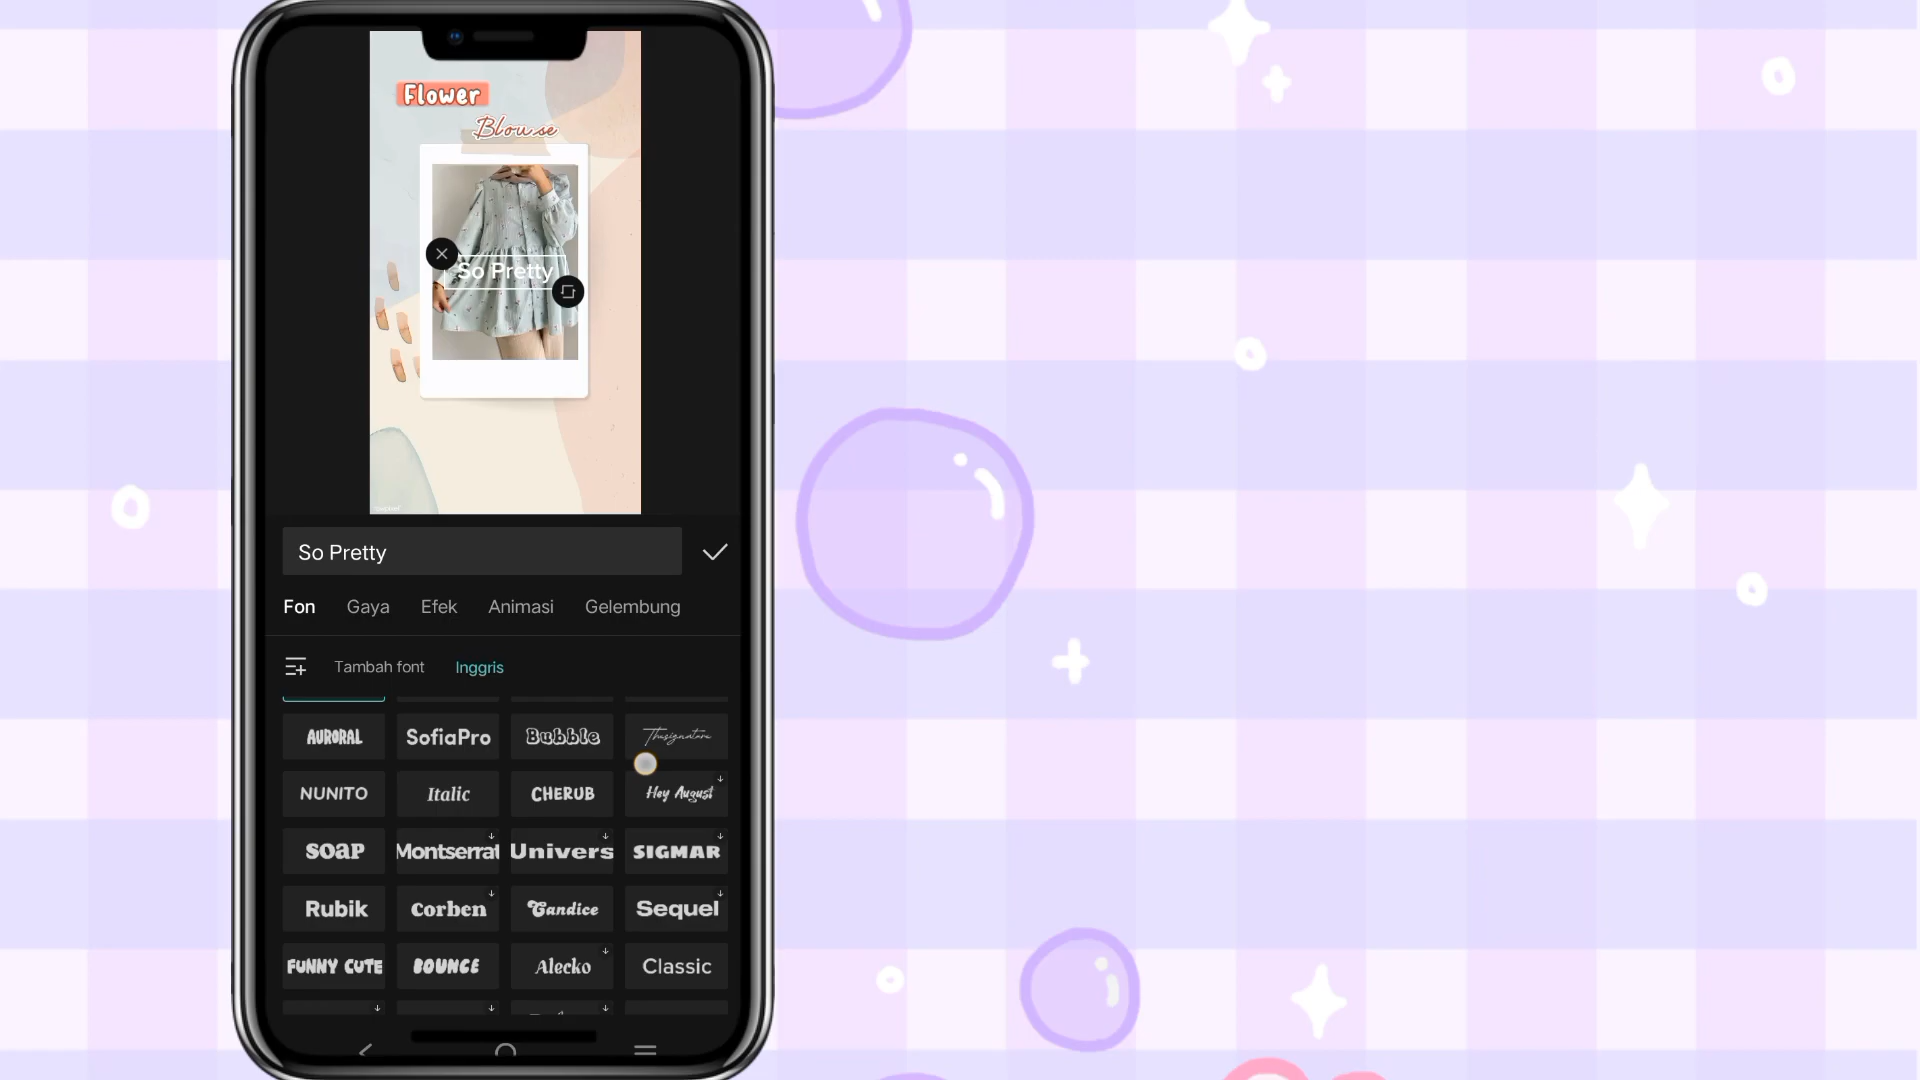 Flower
Blouse
So Pretty
So Pretty
Fon Gaya Efek Animasi Gelembung
Tambah font Inggris
AURORAL SofiaPro Bubble Thesignature
NUNITO Italic CHERUB Hey August
SOAP Montserrat Univers SIGMAR
Rubik Corben Candice Sequel
FUNNY CUTE BOUNCE Alecko Classic